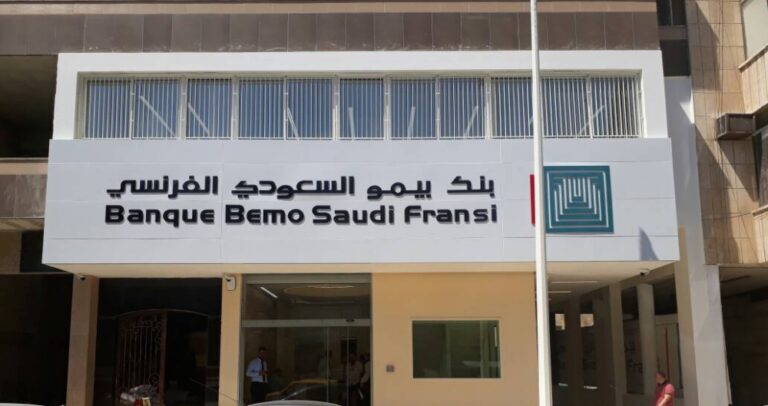 بنك بيمو السعودي الفرنسي
Banque Bemo Saudi Fransi